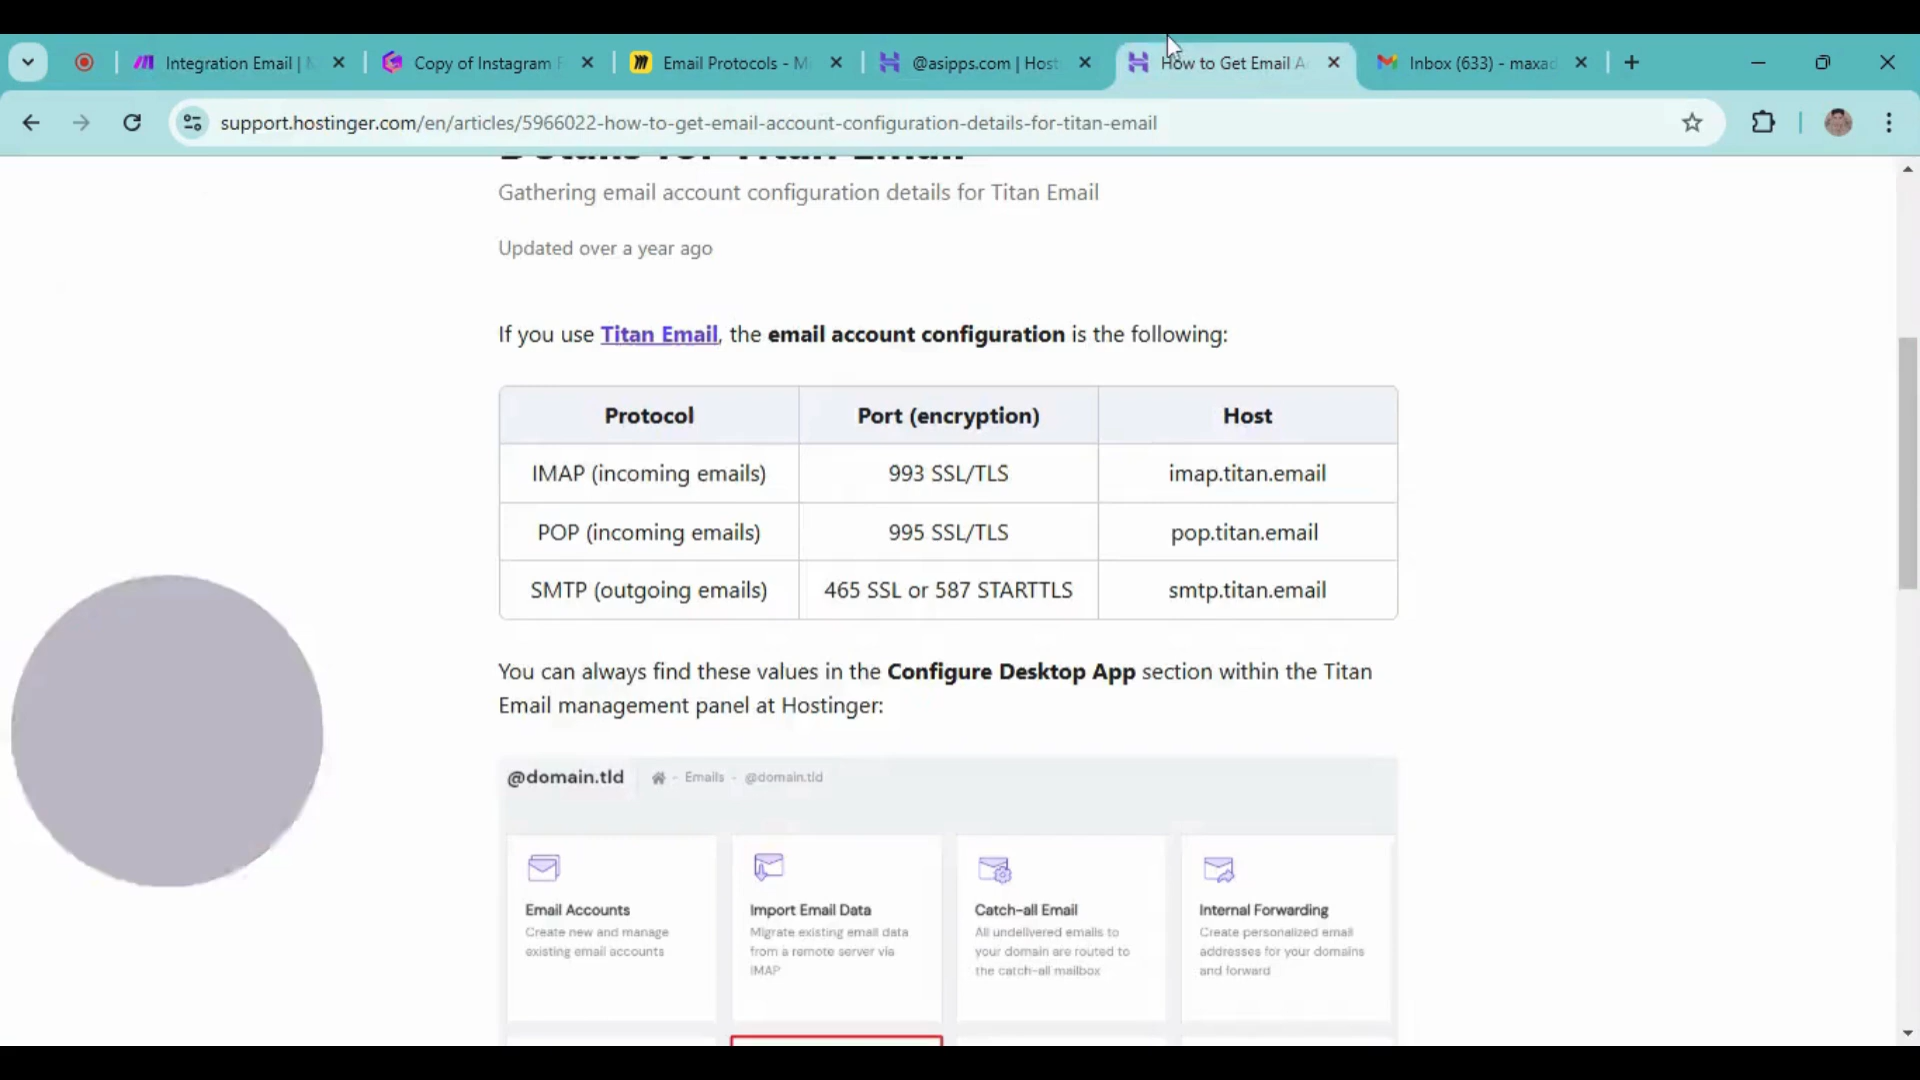 Integration Email |
Copy of Instagram
Email Protocols - M
@asipps.com | Host
How to Get Email A
Inbox (633) - maxad
support.hostinger.com/en/articles/5966022-how-to-get-email-account-configuration-details-for-titan-email
Details for Titan Email
Gathering email account configuration details for Titan Email
Updated over a year ago
If you use Titan Email, the email account configuration is the following:
Protocol Port (encryption) Host
IMAP (incoming emails) 993 SSL/TLS imap.titan.email
POP (incoming emails) 995 SSL/TLS pop.titan.email
SMTP (outgoing emails) 465 SSL or 587 STARTTLS smtp.titan.email
You can always find these values in the Configure Desktop App section within the Titan
Email management panel at Hostinger:
@domain.tld - Emails - @domain.tld
Email Accounts
Create new and manage
existing email accounts
Import Email Data
Migrate existing email data
from a remote server via
IMAP
Catch-all Email
All undelivered emails to
your domain are routed to
the catch-all mailbox
Internal Forwarding
Create personalized email
addresses for your domains
and forward